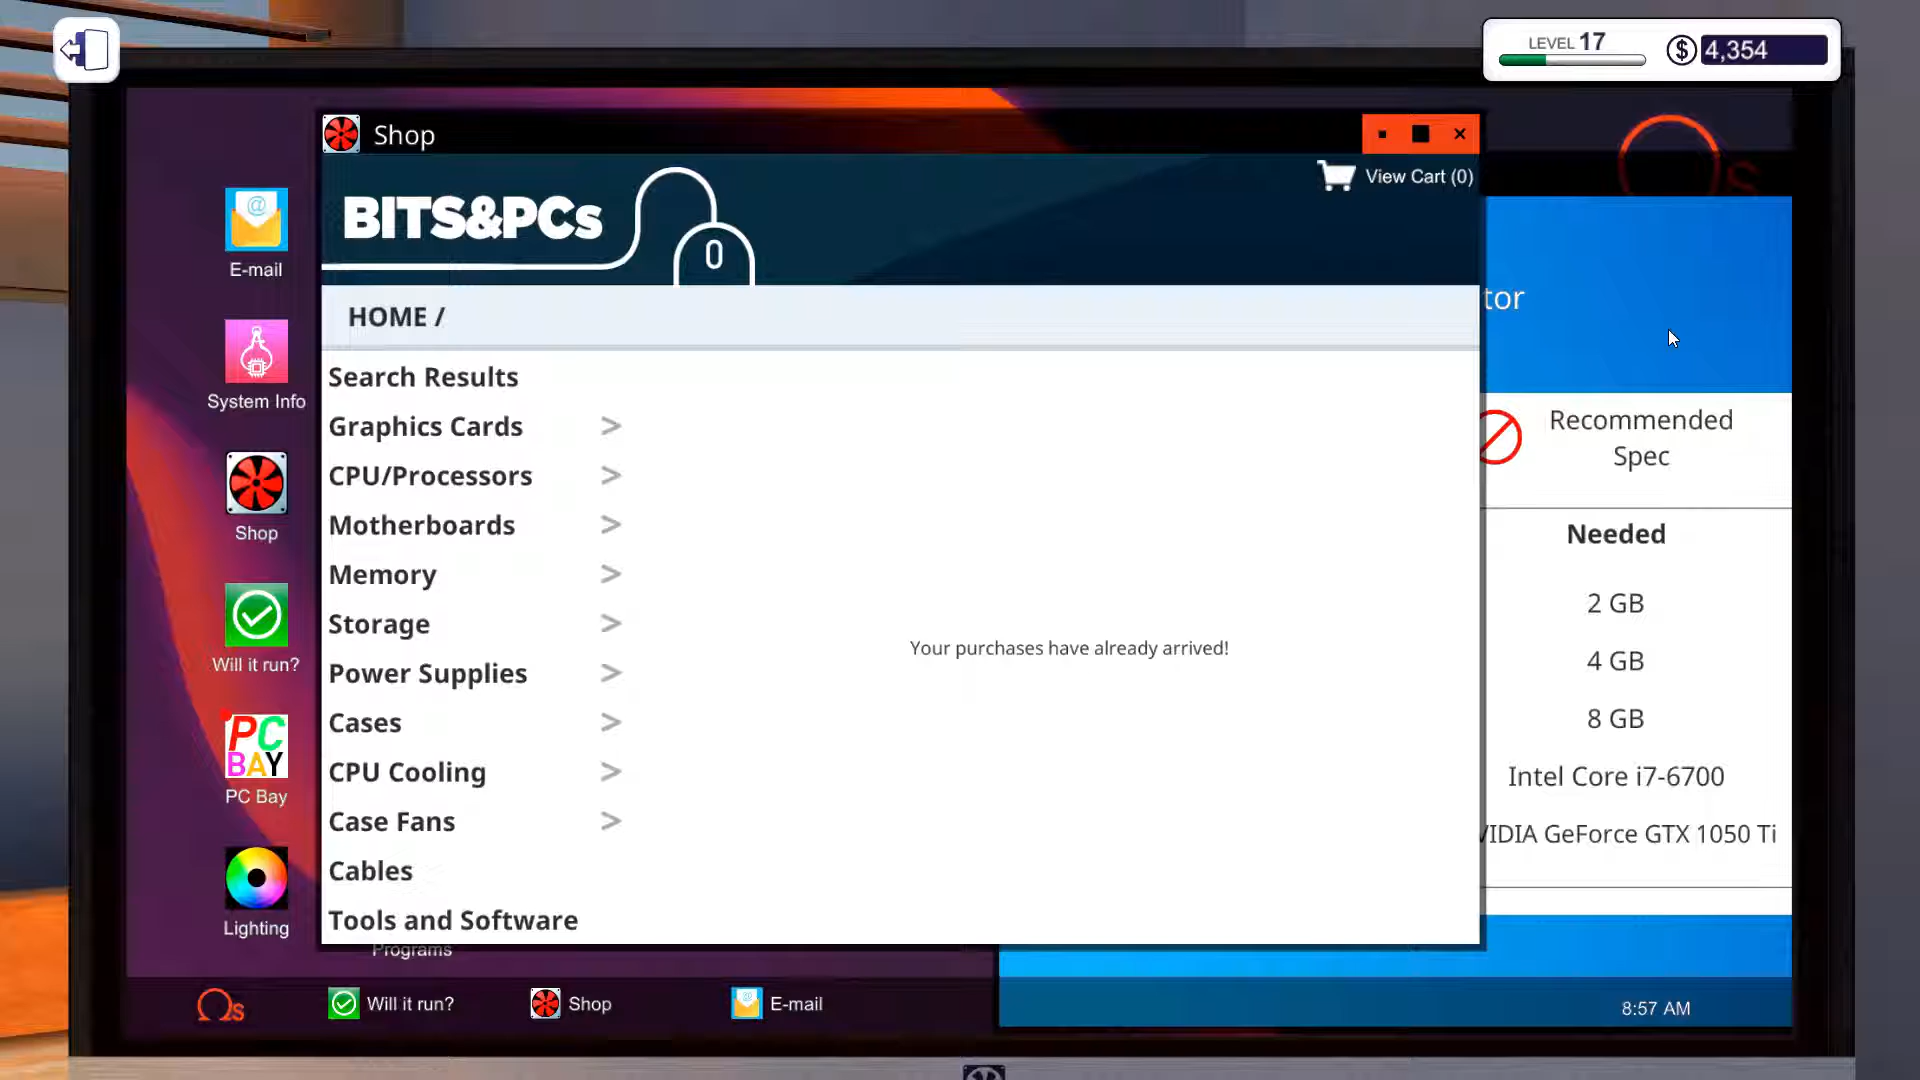 LEVEL 17
$ 4,354
Shop
View Cart (0)
BITS&PCs
HOME /
E-mail
System Info
Shop
Will it run?
PC
BAY
PC Bay
Lighting
Search Results
Graphics Cards >
CPU/Processors >
Motherboards >
Memory >
Storage >
Power Supplies >
Cases >
CPU Cooling >
Case Fans >
Cables
Tools and Software
Programs
Your purchases have already arrived!
tor
Recommended
Spec
Needed
2 GB
4 GB
8 GB
Intel Core i7-6700
VIDIA GeForce GTX 1050 Ti
Ωs
Will it run?
Shop
E-mail
8:57 AM